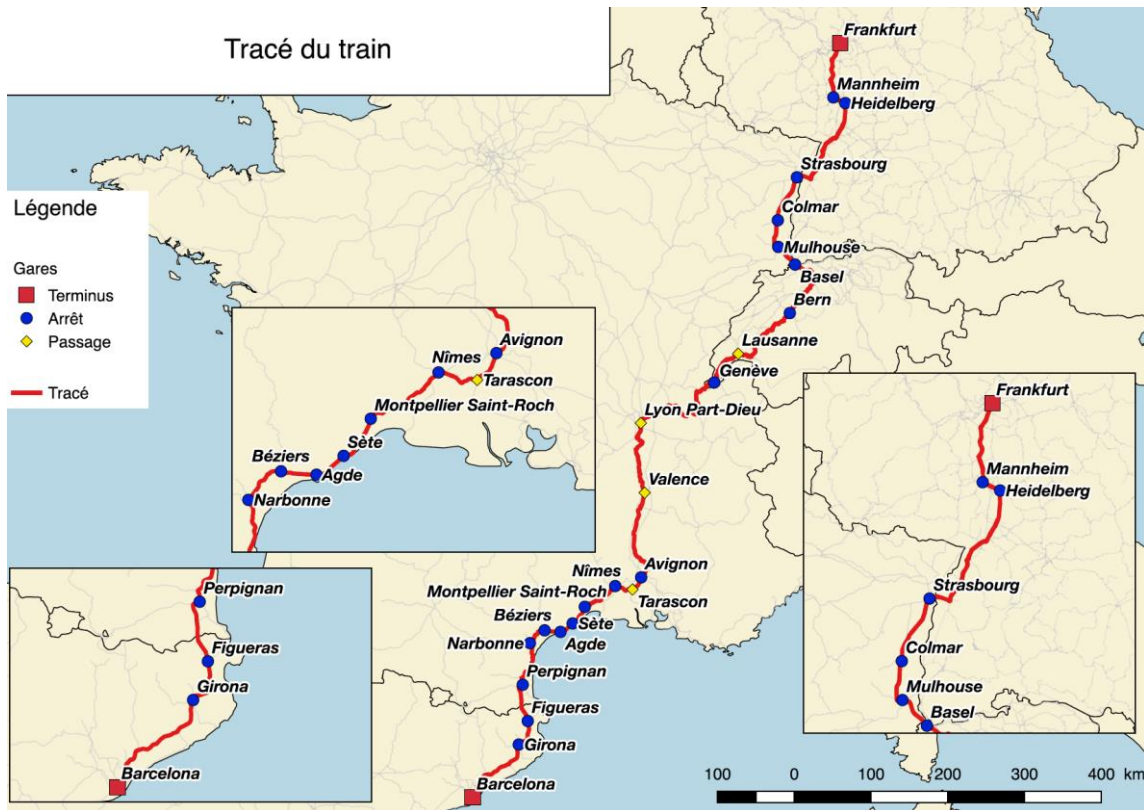 Tracé du train
Légende
Gares
Terminus
Arrêt
Passage
Tracé
Frankfurt
Mannheim
Heidelberg
Strasbourg
Colmar
Mulhouse
Basel
Bern
Lausanne
Genève
Lyon Part-Dieu
Valence
Avignon
Nîmes
Tarascon
Montpellier Saint-Roch
Sète
Béziers
Agde
Narbonne
Perpignan
Figueras
Girona
Barcelona
Avignon
Nîmes
Tarascon
Montpellier Saint-Roch
Sète
Béziers
Agde
Narbonne
Perpignan
Figueras
Girona
Barcelona
Frankfurt
Mannheim
Heidelberg
Strasbourg
Colmar
Mulhouse
Basel
100 0 100 200 300 400 km